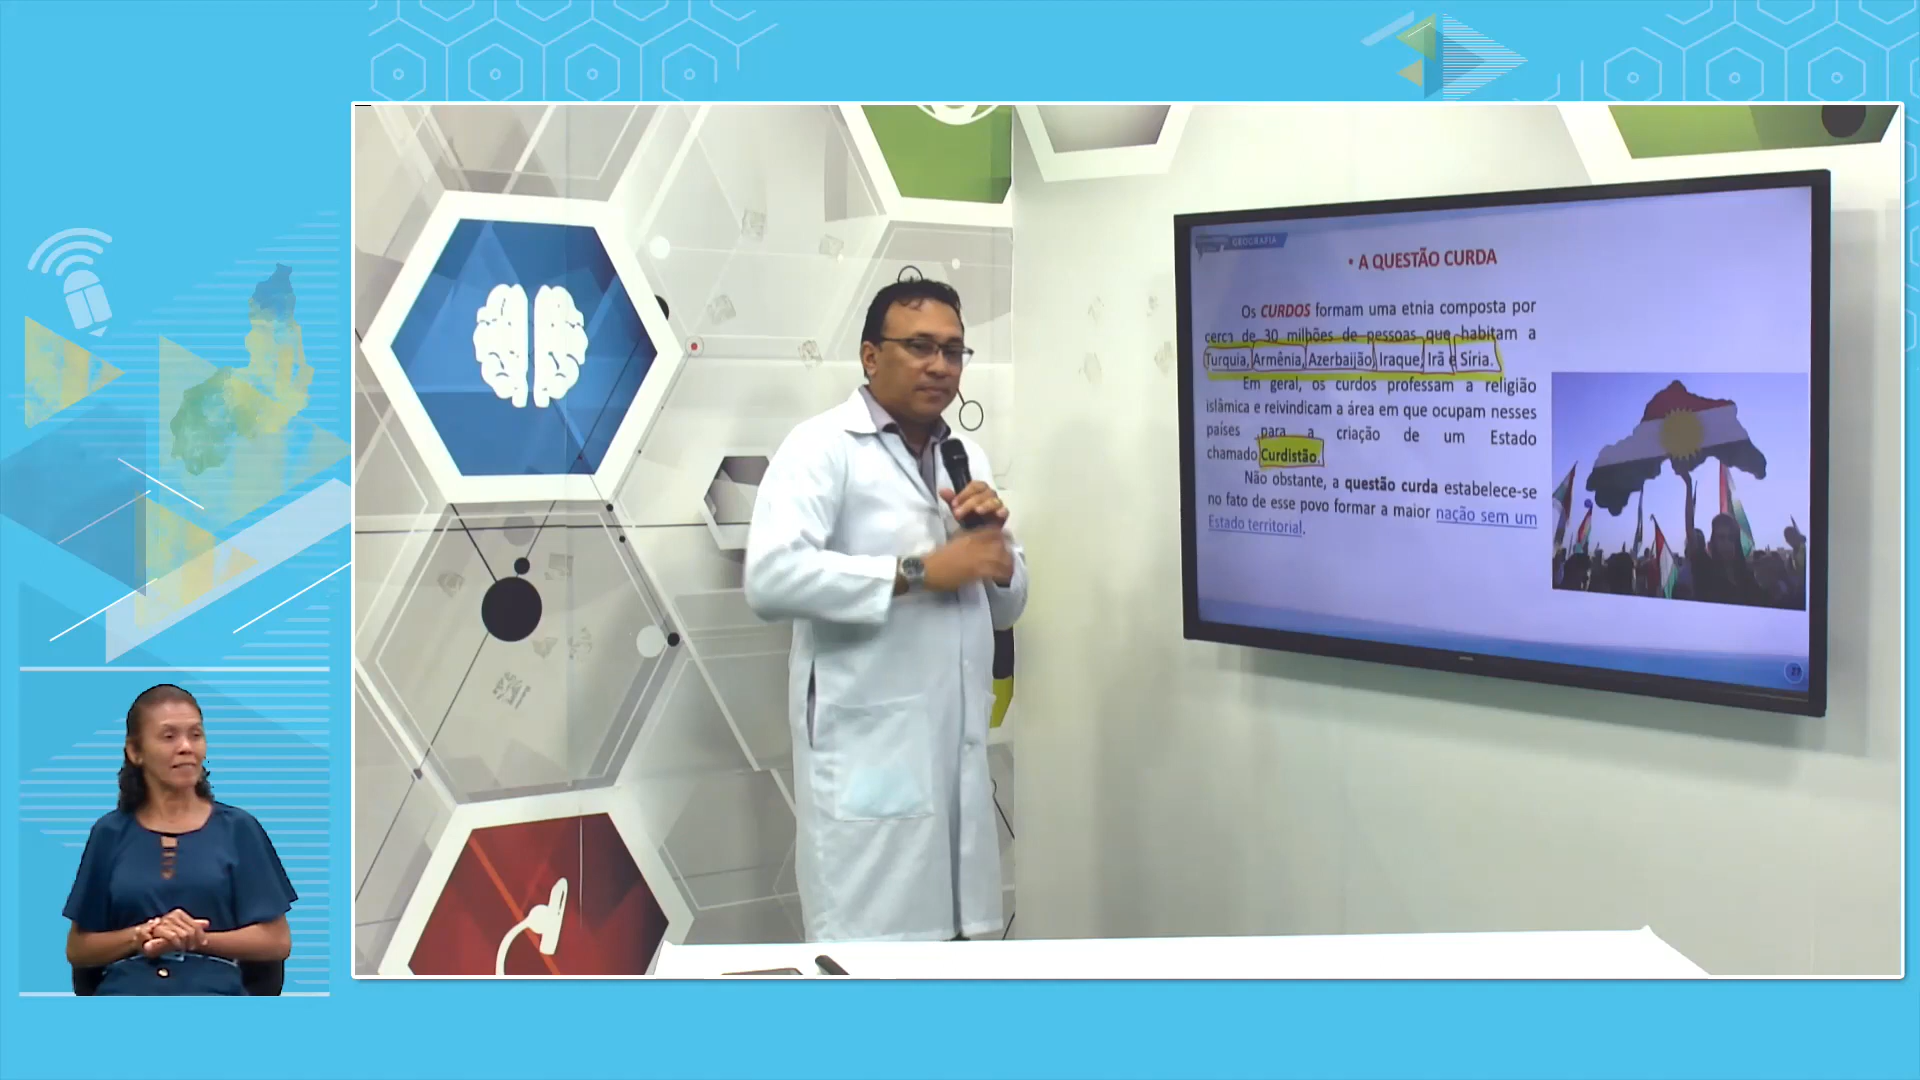 GEOGRAFIA
• A QUESTÃO CURDA
Os CURDOS formam uma etnia composta por
cerca de 30 milhões de pessoas que habitam a
Turquia, Armênia, Azerbaijão, Iraque, Irã e Síria.
Em geral, os curdos professam a religião
islâmica e reivindicam a área em que ocupam nesses
países para a criação de um Estado
chamado Curdistão.
Não obstante, a questão curda estabelece-se
no fato de esse povo formar a maior nação sem um
Estado territorial.